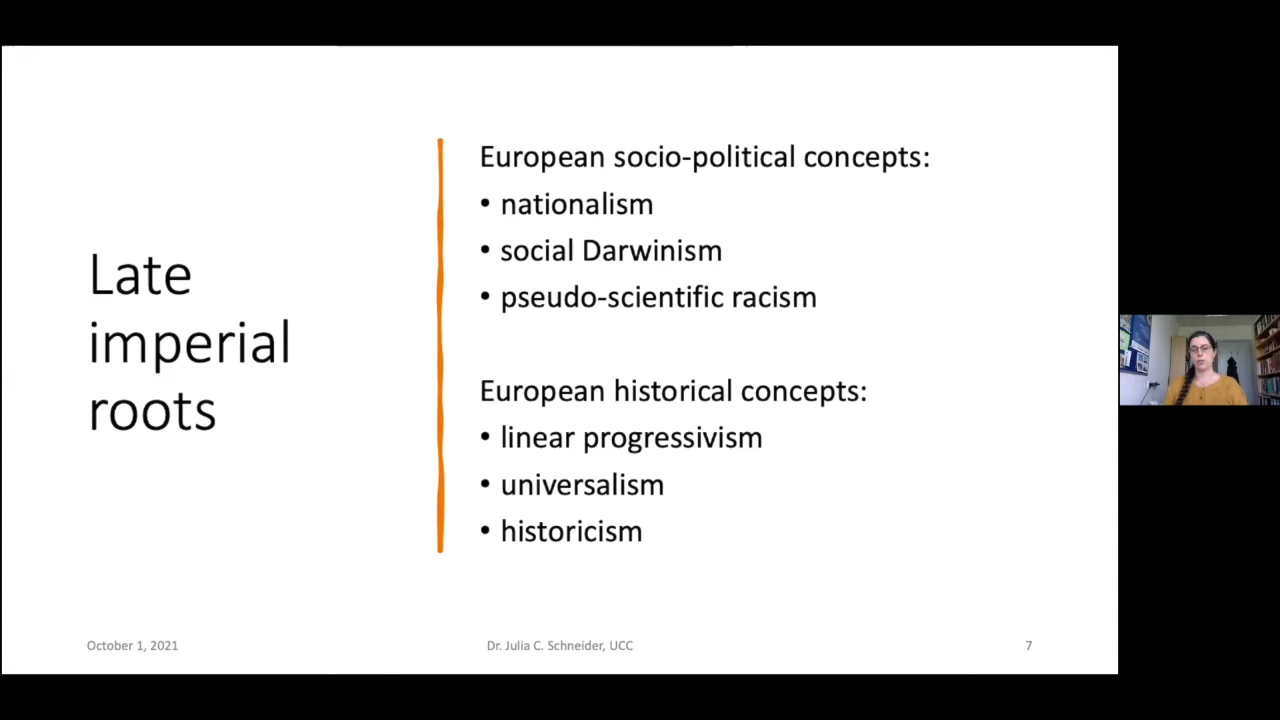 Late
imperial
roots
European socio-political concepts:
• nationalism
• social Darwinism
• pseudo-scientific racism
European historical concepts:
• linear progressivism
• universalism
• historicism
October 1, 2021
Dr. Julia C. Schneider, UCC
7